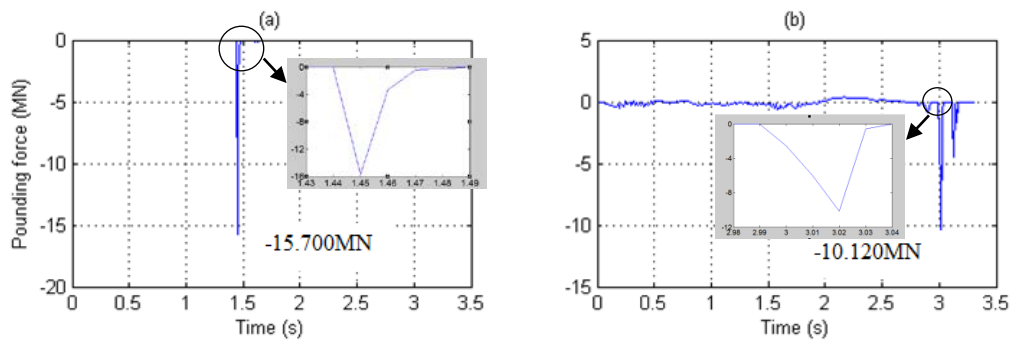 (a)
Pounding force (MN)
0
-5
-10
-15
-20
0 0.5 1 1.5 2 2.5 3 3.5
Time (s)
0
-4
-8
-12
-16
1.43 1.44 1.45 1.46 1.47 1.48 1.49
-15.700MN
(b)
5
0
-5
-10
-15
0 0.5 1 1.5 2 2.5 3 3.5
Time (s)
0
-4
-8
-12
2.98 2.99 3 3.01 3.02 3.03 3.04
-10.120MN